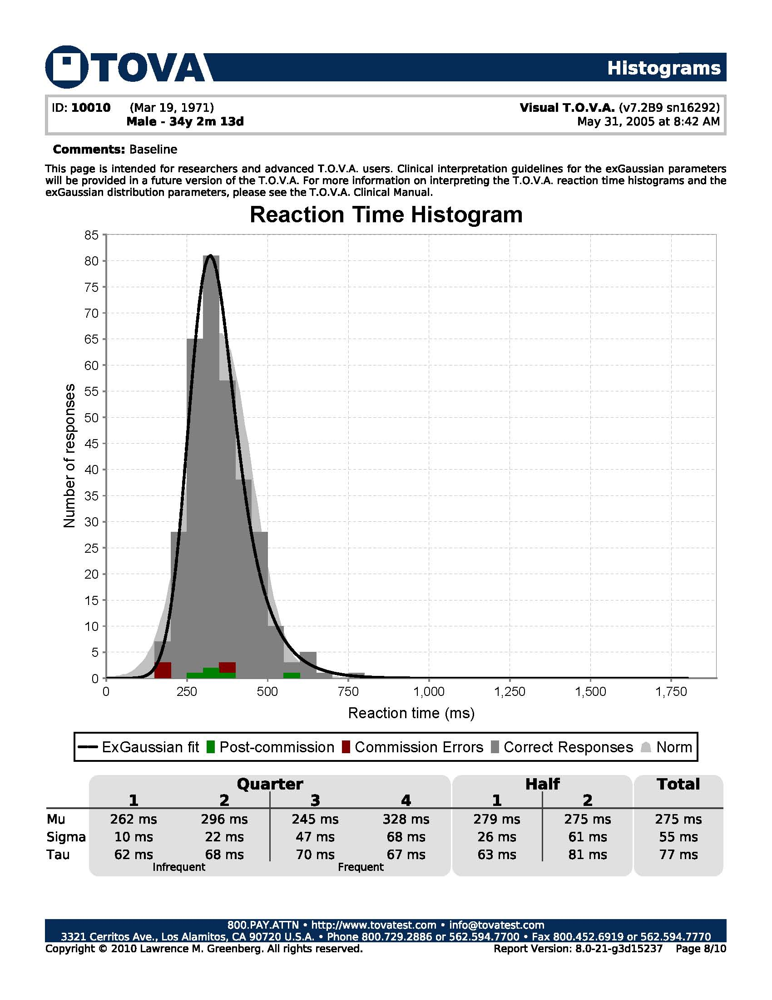 TOVA Histograms
ID: 10010 (Mar 19, 1971) Visual T.O.V.A. (v7.2B9 sn16292)
Male - 34y 2m 13d May 31, 2005 at 8:42 AM
Comments: Baseline
This page is intended for researchers and advanced T.O.V.A. users. Clinical interpretation guidelines for the exGaussian parameters
will be provided in a future version of the T.O.V.A. For more information on interpreting the T.O.V.A. reaction time histograms and the
exGaussian distribution parameters, please see the T.O.V.A. Clinical Manual.
Reaction Time Histogram
85
80
75
70
65
60
55
50
45
40
35
30
25
20
15
10
5
0
Number of responses
0 250 500 750 1,000 1,250 1,500 1,750
Reaction time (ms)
ExGaussian fit Post-commission Commission Errors Correct Responses Norm
Quarter Half Total
1 2 3 4 1 2
Mu 262 ms 296 ms 245 ms 328 ms 279 ms 275 ms 275 ms
Sigma 10 ms 22 ms 47 ms 68 ms 26 ms 61 ms 55 ms
Tau 62 ms 68 ms 70 ms 67 ms 63 ms 81 ms 77 ms
Infrequent Frequent
800.PAY.ATTN • http://www.tovatest.com • info@tovatest.com
3321 Cerritos Ave., Los Alamitos, CA 90720 U.S.A. • Phone 800.729.2886 or 562.594.7700 • Fax 800.452.6919 or 562.594.7770
Copyright © 2010 Lawrence M. Greenberg. All rights reserved. Report Version: 8.0-21-g3d15237 Page 8/10